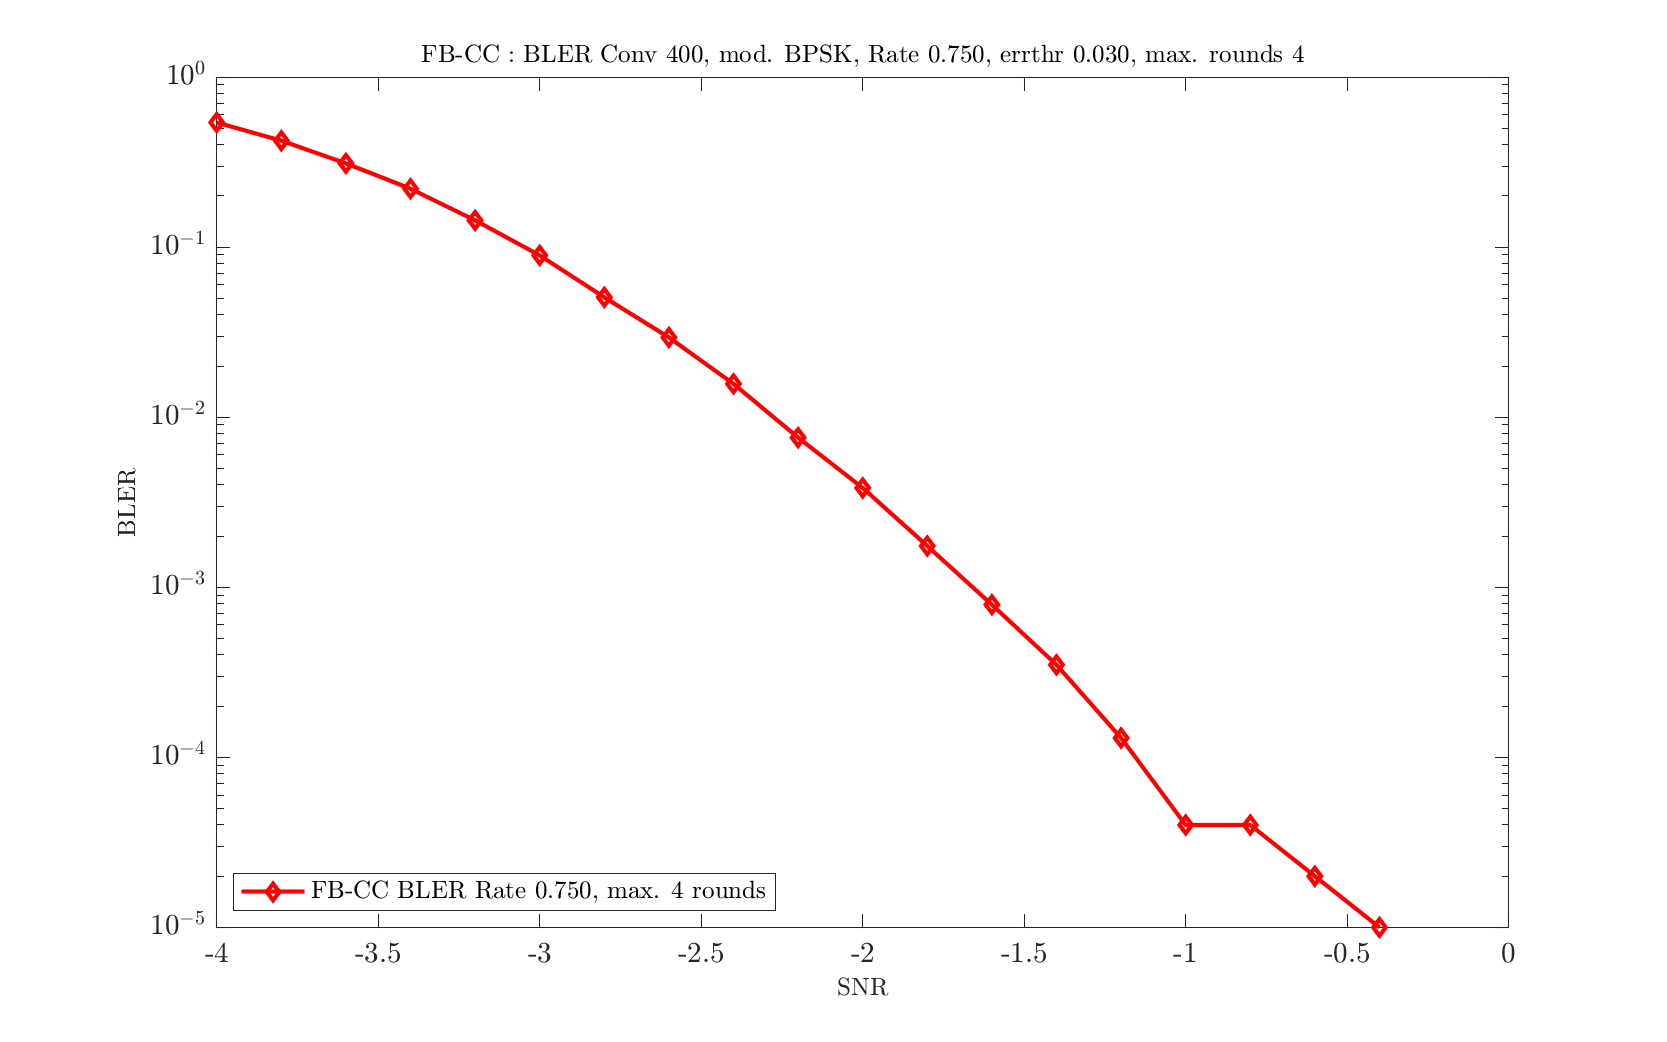 FB-CC : BLER Conv 400, mod. BPSK, Rate 0.750, errthr 0.030, max. rounds 4
10⁰
10⁻¹
10⁻²
10⁻³
10⁻⁴
10⁻⁵
BLER
FB-CC BLER Rate 0.750, max. 4 rounds
-4 -3.5 -3 -2.5 -2 -1.5 -1 -0.5 0
SNR